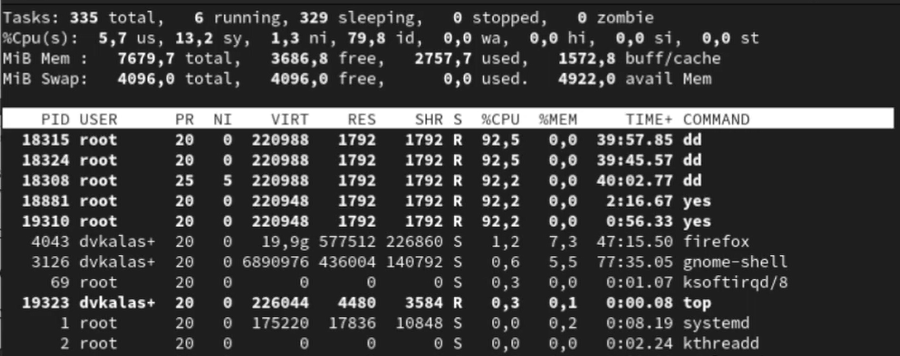 Tasks: 335 total,   6 running, 329 sleeping,   0 stopped,   0 zombie
%Cpu(s):  5,7 us, 13,2 sy,  1,3 ni, 79,8 id,  0,0 wa,  0,0 hi,  0,0 si,  0,0 st
MiB Mem :   7679,7 total,   3686,8 free,   2757,7 used,   1572,8 buff/cache
MiB Swap:   4096,0 total,   4096,0 free,      0,0 used.   4922,0 avail Mem
PID USER      PR  NI    VIRT    RES    SHR S  %CPU  %MEM     TIME+ COMMAND
18315 root      20   0  220988   1792   1792 R  92,5   0,0  39:57.85 dd
18324 root      20   0  220988   1792   1792 R  92,5   0,0  39:45.57 dd
18308 root      25   5  220988   1792   1792 R  92,2   0,0  40:02.77 dd
18881 root      20   0  220948   1792   1792 R  92,2   0,0   2:16.67 yes
19310 root      20   0  220948   1792   1792 R  92,2   0,0   0:56.33 yes
4043 dvkalas+  20   0   19,9g 577512 226860 S   1,2   7,3  47:15.50 firefox
3126 dvkalas+  20   0 6890976 436004 140792 S   0,6   5,5  77:35.05 gnome-shell
69 root      20   0       0      0      0 S   0,3   0,0   0:01.07 ksoftirqd/8
19323 dvkalas+  20   0  226044   4480   3584 R   0,3   0,1   0:00.08 top
1 root      20   0  175220  17836  10848 S   0,0   0,2   0:08.19 systemd
2 root      20   0       0      0      0 S   0,0   0,0   0:02.24 kthreadd